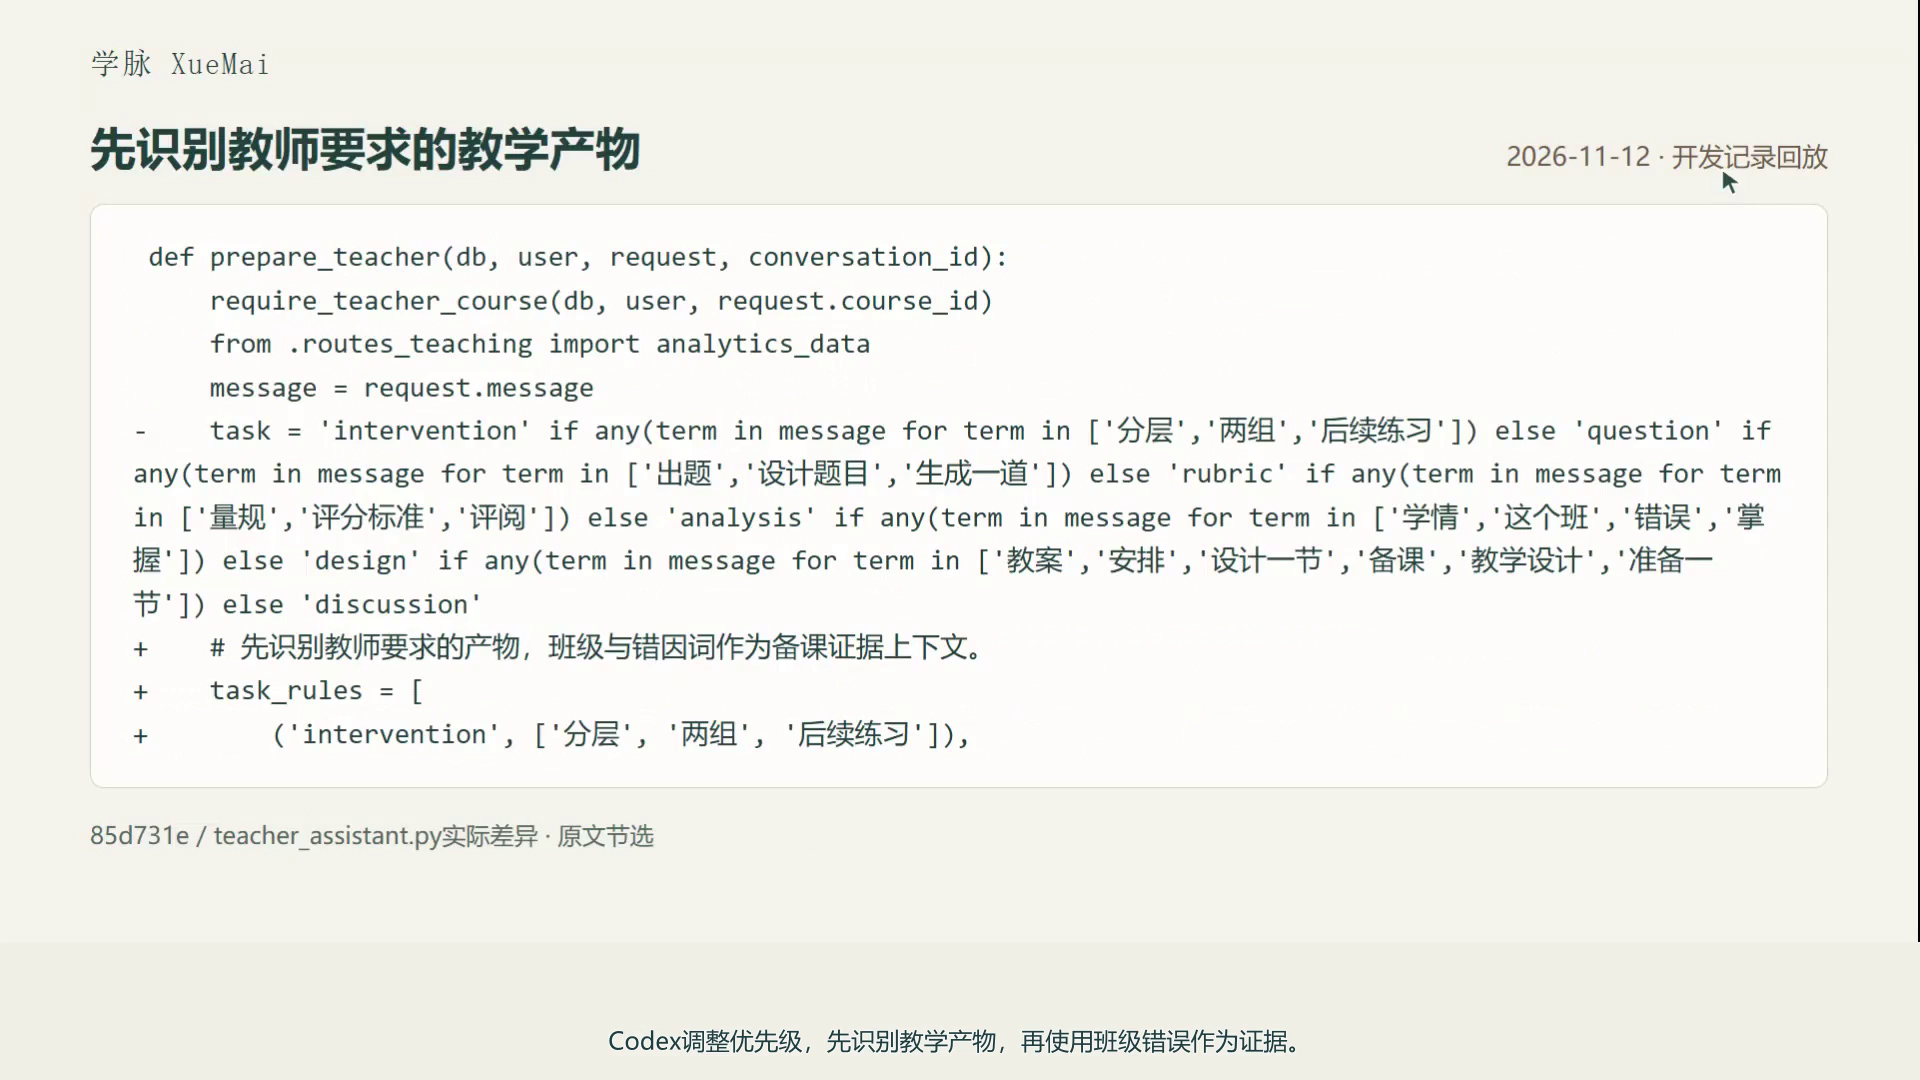 学脉 XueMai
先识别教师要求的教学产物
2026-11-12 · 开发记录回放
def prepare_teacher(db, user, request, conversation_id):
    require_teacher_course(db, user, request.course_id)
    from .routes_teaching import analytics_data
    message = request.message
-    task = 'intervention' if any(term in message for term in ['分层','两组','后续练习']) else 'question' if
any(term in message for term in ['出题','设计题目','生成一道']) else 'rubric' if any(term in message for term
in ['量规','评分标准','评阅']) else 'analysis' if any(term in message for term in ['学情','这个班','错误','掌
握']) else 'design' if any(term in message for term in ['教案','安排','设计一节','备课','教学设计','准备一
节']) else 'discussion'
+    # 先识别教师要求的产物，班级与错因词作为备课证据上下文。
+    task_rules = [
+        ('intervention', ['分层', '两组', '后续练习']),
85d731e / teacher_assistant.py实际差异 · 原文节选
Codex调整优先级，先识别教学产物，再使用班级错误作为证据。